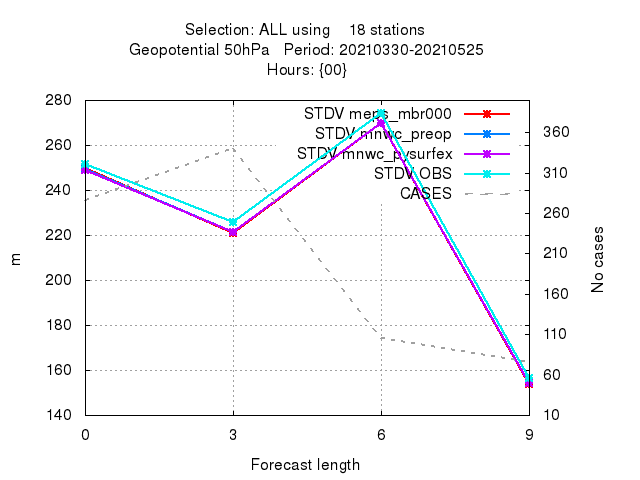 Selection: ALL using 18 stations
Geopotential 50hPa Period: 20210330-20210525
Hours: {00}
STDV meps_mbr000
STDV mnwc_preop
STDV mnwc_pysurfex
STDV OBS
CASES
280
260
240
220
200
180
160
140
m
360
310
260
210
160
110
60
10
No cases
0 3 6 9
Forecast length